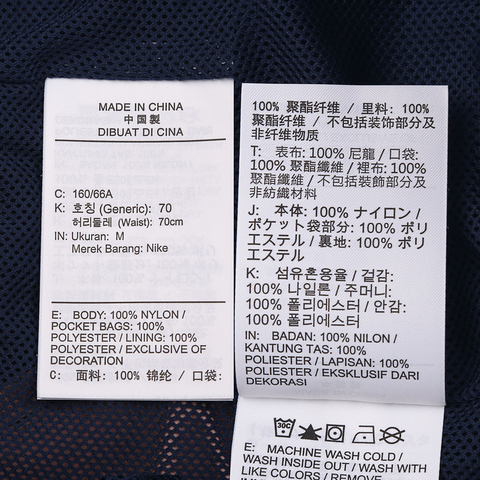 MADE IN CHINA
中國製
DIBUAT DI CINA
C: 160/66A
K: 호칭 (Generic): 70
허리둘레 (Waist): 70cm
IN: Ukuran: M
Merek Barang: Nike
E: BODY: 100% NYLON /
POCKET BAGS: 100%
POLYESTER / LINING: 100%
POLYESTER / EXCLUSIVE OF
DECORATION
C: 面料: 100% 锦纶 / 口袋:
100% 聚酯纤维 / 里料: 100%
聚酯纤维 / 不包括装饰部分及
非纤维物质
T: 表布: 100% 尼龍 / 口袋:
100% 聚酯纖維 / 裡布: 100%
聚酯纖維 / 不包括裝飾部分及
非紡織材料
J: 本体: 100% ナイロン /
ポケット袋部分: 100% ポリ
エステル / 裏地: 100% ポリ
エステル
K: 섬유혼용율 / 겉감:
100% 나일론 / 주머니:
100% 폴리에스터 / 안감:
100% 폴리에스터
IN: BADAN: 100% NILON /
KANTUNG TAS: 100%
POLIESTER / LAPISAN: 100%
POLIESTER / EKSKLUSIF DARI
DEKORASI
30C
E: MACHINE WASH COLD /
WASH INSIDE OUT / WASH WITH
LIKE COLORS / REMOVE